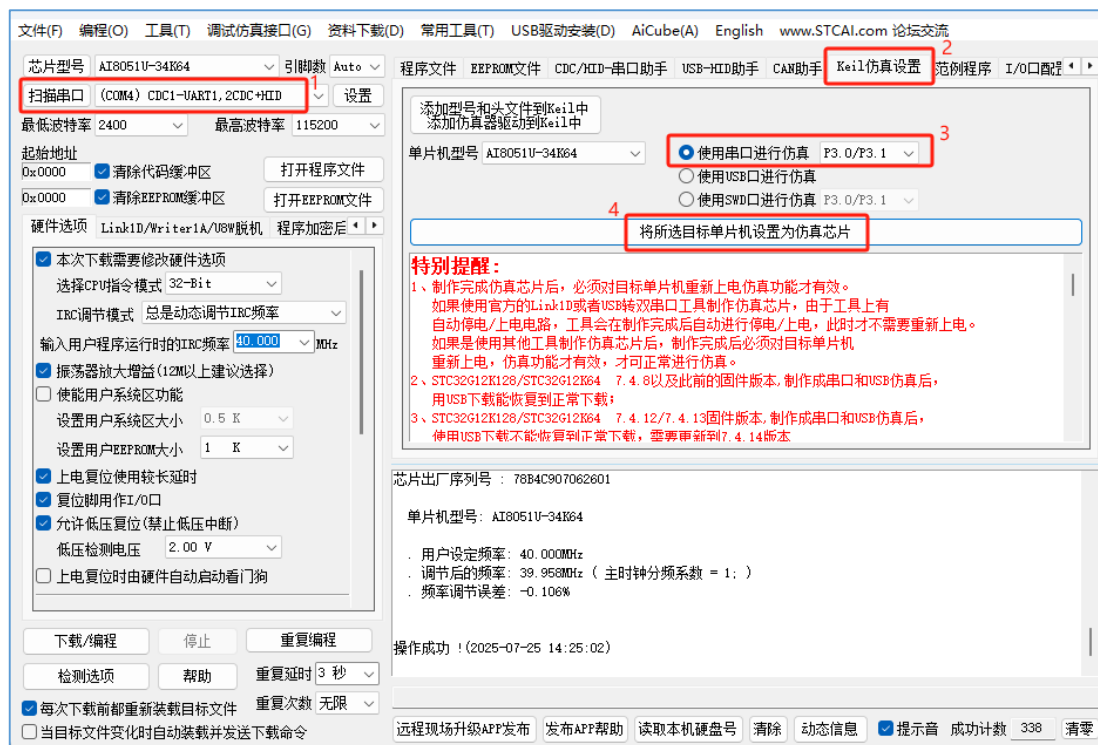 文件(F) 编程(O) 工具(T) 调试仿真接口(G) 资料下载(D) 常用工具(T) USB驱动安装(D) AiCube(A) English www.STCAI.com 论坛交流
芯片型号 AI8051U-34K64 引脚数 Auto
扫描串口 (COM4) CDC1-UART1,2CDC+HID 1 设置
最低波特率 2400 最高波特率 115200
起始地址
0x0000 清除代码缓冲区 打开程序文件
0x0000 清除EEPROM缓冲区 打开EEPROM文件
硬件选项 Link1D/Writer1A/U8W脱机 程序加密后
本次下载需要修改硬件选项
选择CPU指令模式 32-Bit
IRC调节模式 总是动态调节IRC频率
输入用户程序运行时的IRC频率 40.000 MHz
振荡器放大增益(12M以上建议选择)
使能用户系统区功能
设置用户系统区大小 0.5 K
设置用户EEPROM大小 1 K
上电复位使用较长延时
复位脚用作I/O口
允许低压复位(禁止低压中断)
低压检测电压 2.00 V
上电复位时由硬件自动启动看门狗
下载/编程 停止 重复编程
检测选项 帮助 重复延时 3 秒
每次下载前都重新装载目标文件 重复次数 无限
当目标文件变化时自动装载并发送下载命令
2
程序文件 EEPROM文件 CDC/HID-串口助手 USB-HID助手 CAN助手 Keil仿真设置 范例程序 I/O口配置
添加型号和头文件到Keil中
添加仿真器驱动到Keil中
3
单片机型号 AI8051U-34K64 使用串口进行仿真 P3.0/P3.1
使用USB口进行仿真
使用SWD口进行仿真 P3.0/P3.1
4
将所选目标单片机设置为仿真芯片
特别提醒：
1、制作完成仿真芯片后，必须对目标单片机重新上电仿真功能才有效。
如果使用官方的Link1D或者USB转双串口工具制作仿真芯片，由于工具上有
自动停电/上电电路，工具会在制作完成后自动进行停电/上电，此时才不需要重新上电。
如果是使用其他工具制作仿真芯片后，制作完成后必须对目标单片机
重新上电，仿真功能才有效，才可正常进行仿真。
2、STC32G12K128/STC32G12K64 7.4.8以及此前的固件版本,制作成串口和USB仿真后，
用USB下载能恢复到正常下载；
3、STC32G12K128/STC32G12K64 7.4.12/7.4.13固件版本,制作成串口和USB仿真后，
使用USB下载不能恢复到正常下载，需要更新到7.4.14版本
芯片出厂序列号 : 78B4C907062601
单片机型号: AI8051U-34K64
. 用户设定频率: 40.000MHz
. 调节后的频率: 39.958MHz ( 主时钟分频系数 = 1; )
. 频率调节误差: -0.106%
操作成功 !(2025-07-25 14:25:02)
远程现场升级APP发布 发布APP帮助 读取本机硬盘号 清除 动态信息 提示音 成功计数 338 清零